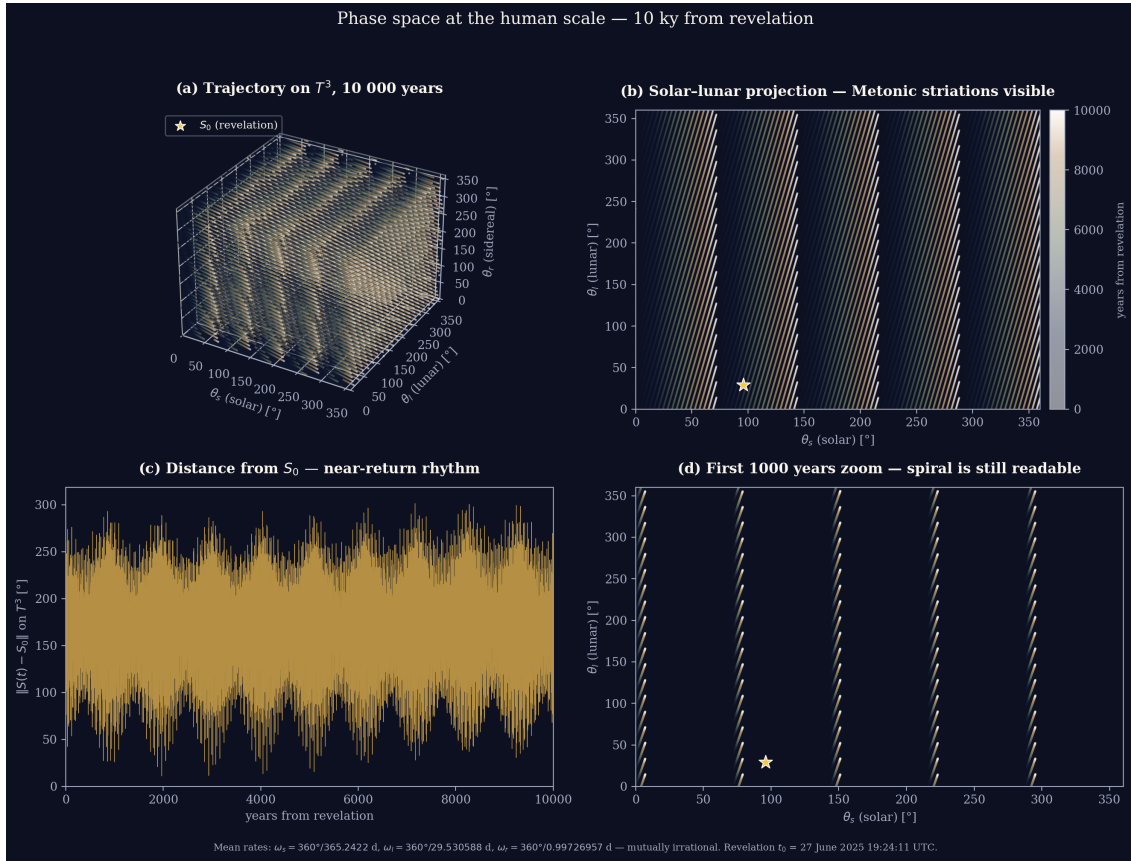 Phase space at the human scale — 10 ky from revelation
(a) Trajectory on T³, 10 000 years
S₀ (revelation)
350
300
250
200
150
100
50
0
θᵣ (sidereal) [°]
350
300
250
200
150
100
50
0
θₗ (lunar) [°]
0
50
100
150
200
250
300
350
θₛ (solar) [°]
(b) Solar–lunar projection — Metonic striations visible
350
300
250
200
150
100
50
0
θₗ (lunar) [°]
0 50 100 150 200 250 300 350
θₛ (solar) [°]
10000
8000
6000
4000
2000
0
years from revelation
(c) Distance from S₀ — near-return rhythm
300
250
200
150
100
50
0
‖S(t) − S₀‖ on T³ [°]
0 2000 4000 6000 8000 10000
years from revelation
(d) First 1000 years zoom — spiral is still readable
350
300
250
200
150
100
50
0
θₗ (lunar) [°]
0 50 100 150 200 250 300 350
θₛ (solar) [°]
Mean rates: ωₛ = 360°/365.2422 d, ωₗ = 360°/29.530588 d, ωᵣ = 360°/0.99726957 d — mutually irrational. Revelation t₀ = 27 June 2025 19:24:11 UTC.